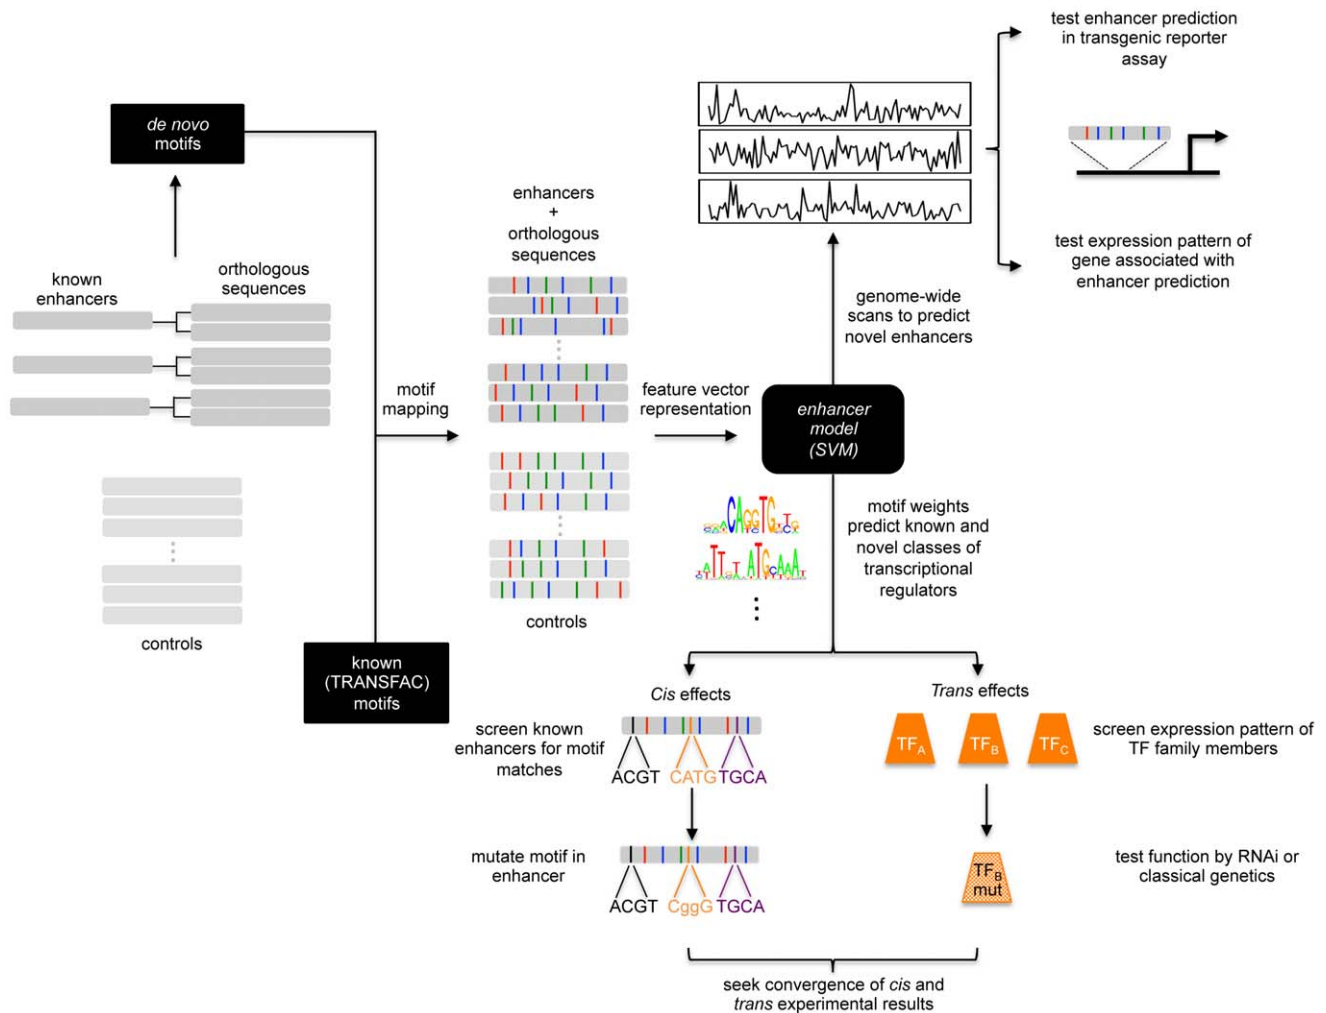 test enhancer prediction
in transgenic reporter
assay
de novo
motifs
enhancers
+
orthologous
sequences
known
enhancers
orthologous
sequences
test expression pattern of
gene associated with
enhancer prediction
genome-wide
scans to predict
novel enhancers
motif
mapping
feature vector
representation
enhancer
model
(SVM)
motif weights
predict known and
novel classes of
transcriptional
regulators
controls
controls
known
(TRANSFAC)
motifs
Cis effects
Trans effects
screen known
enhancers for motif
matches
ACGT CATG TGCA
TFA TFB TFC
screen expression pattern of
TF family members
mutate motif in
enhancer
ACGT CggG TGCA
TFB
mut
test function by RNAi or
classical genetics
seek convergence of cis and
trans experimental results